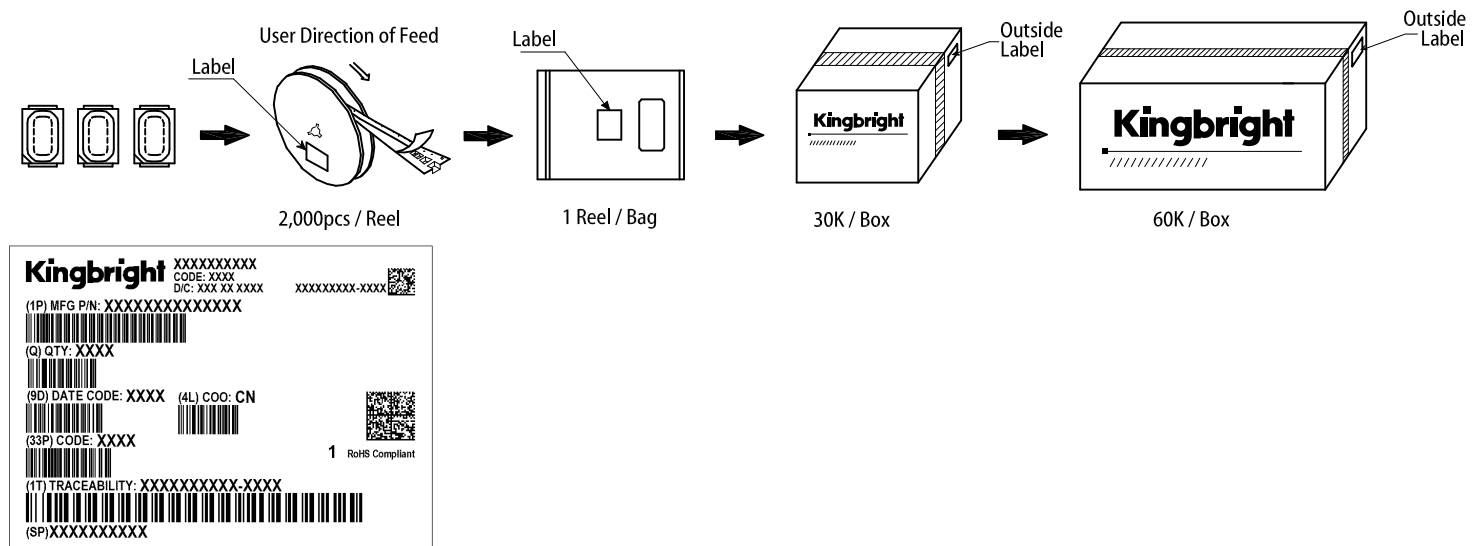 User Direction of Feed
Label
2,000pcs / Reel
Label
1 Reel / Bag
Outside
Label
Kingbright
30K / Box
Outside
Label
Kingbright
60K / Box
Kingbright
XXXXXXXXXX
CODE: XXXX
D/C: XXX XX XXXX
XXXXXXXXX-XXXX
(1P) MFG P/N: XXXXXXXXXXXXXX
(Q) QTY: XXXX
(9D) DATE CODE: XXXX
(4L) COO: CN
(33P) CODE: XXXX
1 RoHS Compliant
(1T) TRACEABILITY: XXXXXXXXXX-XXXX
(SP)XXXXXXXXXX